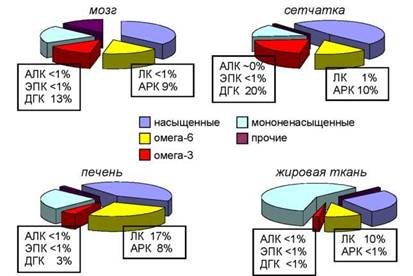 мозг
АЛК <1%
ЭПК <1%
ДГК 13%
ЛК <1%
АРК 9%
сетчатка
АЛК ~0%
ЭПК <1%
ДГК 20%
ЛК 1%
АРК 10%
насыщенные
омега-6
омега-3
мононенасыщенные
прочие
печень
АЛК <1%
ЭПК <1%
ДГК 3%
ЛК 17%
АРК 8%
жировая ткань
АЛК <1%
ЭПК <1%
ДГК <1%
ЛК 10%
АРК <1%